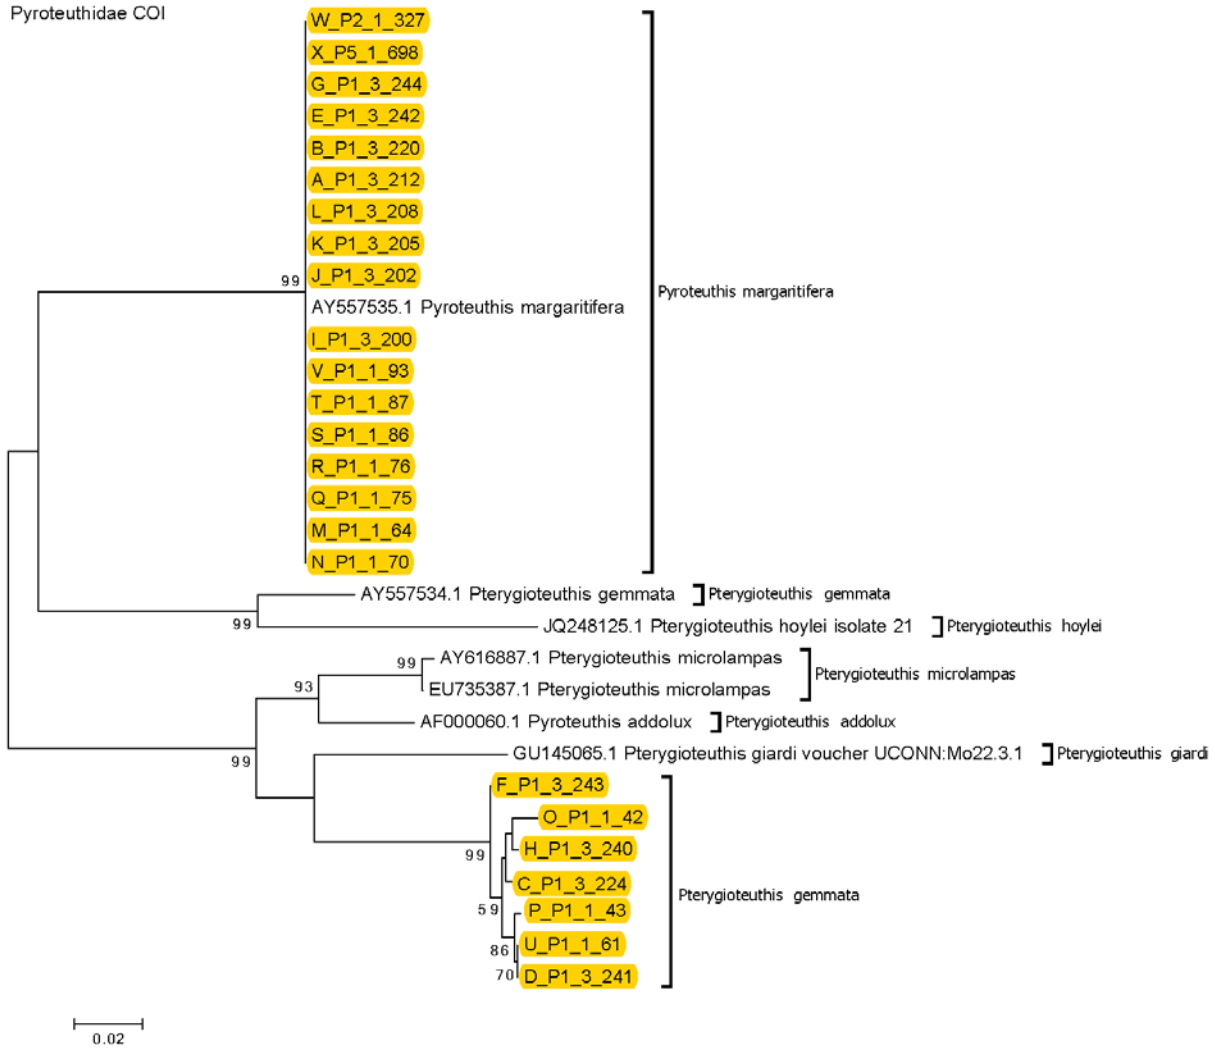 Pyroteuthidae COI
W_P2_1_327
X_P5_1_698
G_P1_3_244
E_P1_3_242
B_P1_3_220
A_P1_3_212
L_P1_3_208
K_P1_3_205
J_P1_3_202
99
AY557535.1 Pyroteuthis margaritifera
Pyroteuthis margaritifera
I_P1_3_200
V_P1_1_93
T_P1_1_87
S_P1_1_86
R_P1_1_76
Q_P1_1_75
M_P1_1_64
N_P1_1_70
AY557534.1 Pterygioteuthis gemmata
Pterygioteuthis gemmata
99
JQ248125.1 Pterygioteuthis hoylei isolate 21
Pterygioteuthis hoylei
99
AY616887.1 Pterygioteuthis microlampas
Pterygioteuthis microlampas
93
EU735387.1 Pterygioteuthis microlampas
AF000060.1 Pyroteuthis addolux
Pterygioteuthis addolux
99
GU145065.1 Pterygioteuthis giardi voucher UCONN:Mo22.3.1
Pterygioteuthis giardi
F_P1_3_243
O_P1_1_42
H_P1_3_240
99
C_P1_3_224
Pterygioteuthis gemmata
59
P_P1_1_43
U_P1_1_61
86
70
D_P1_3_241
0.02